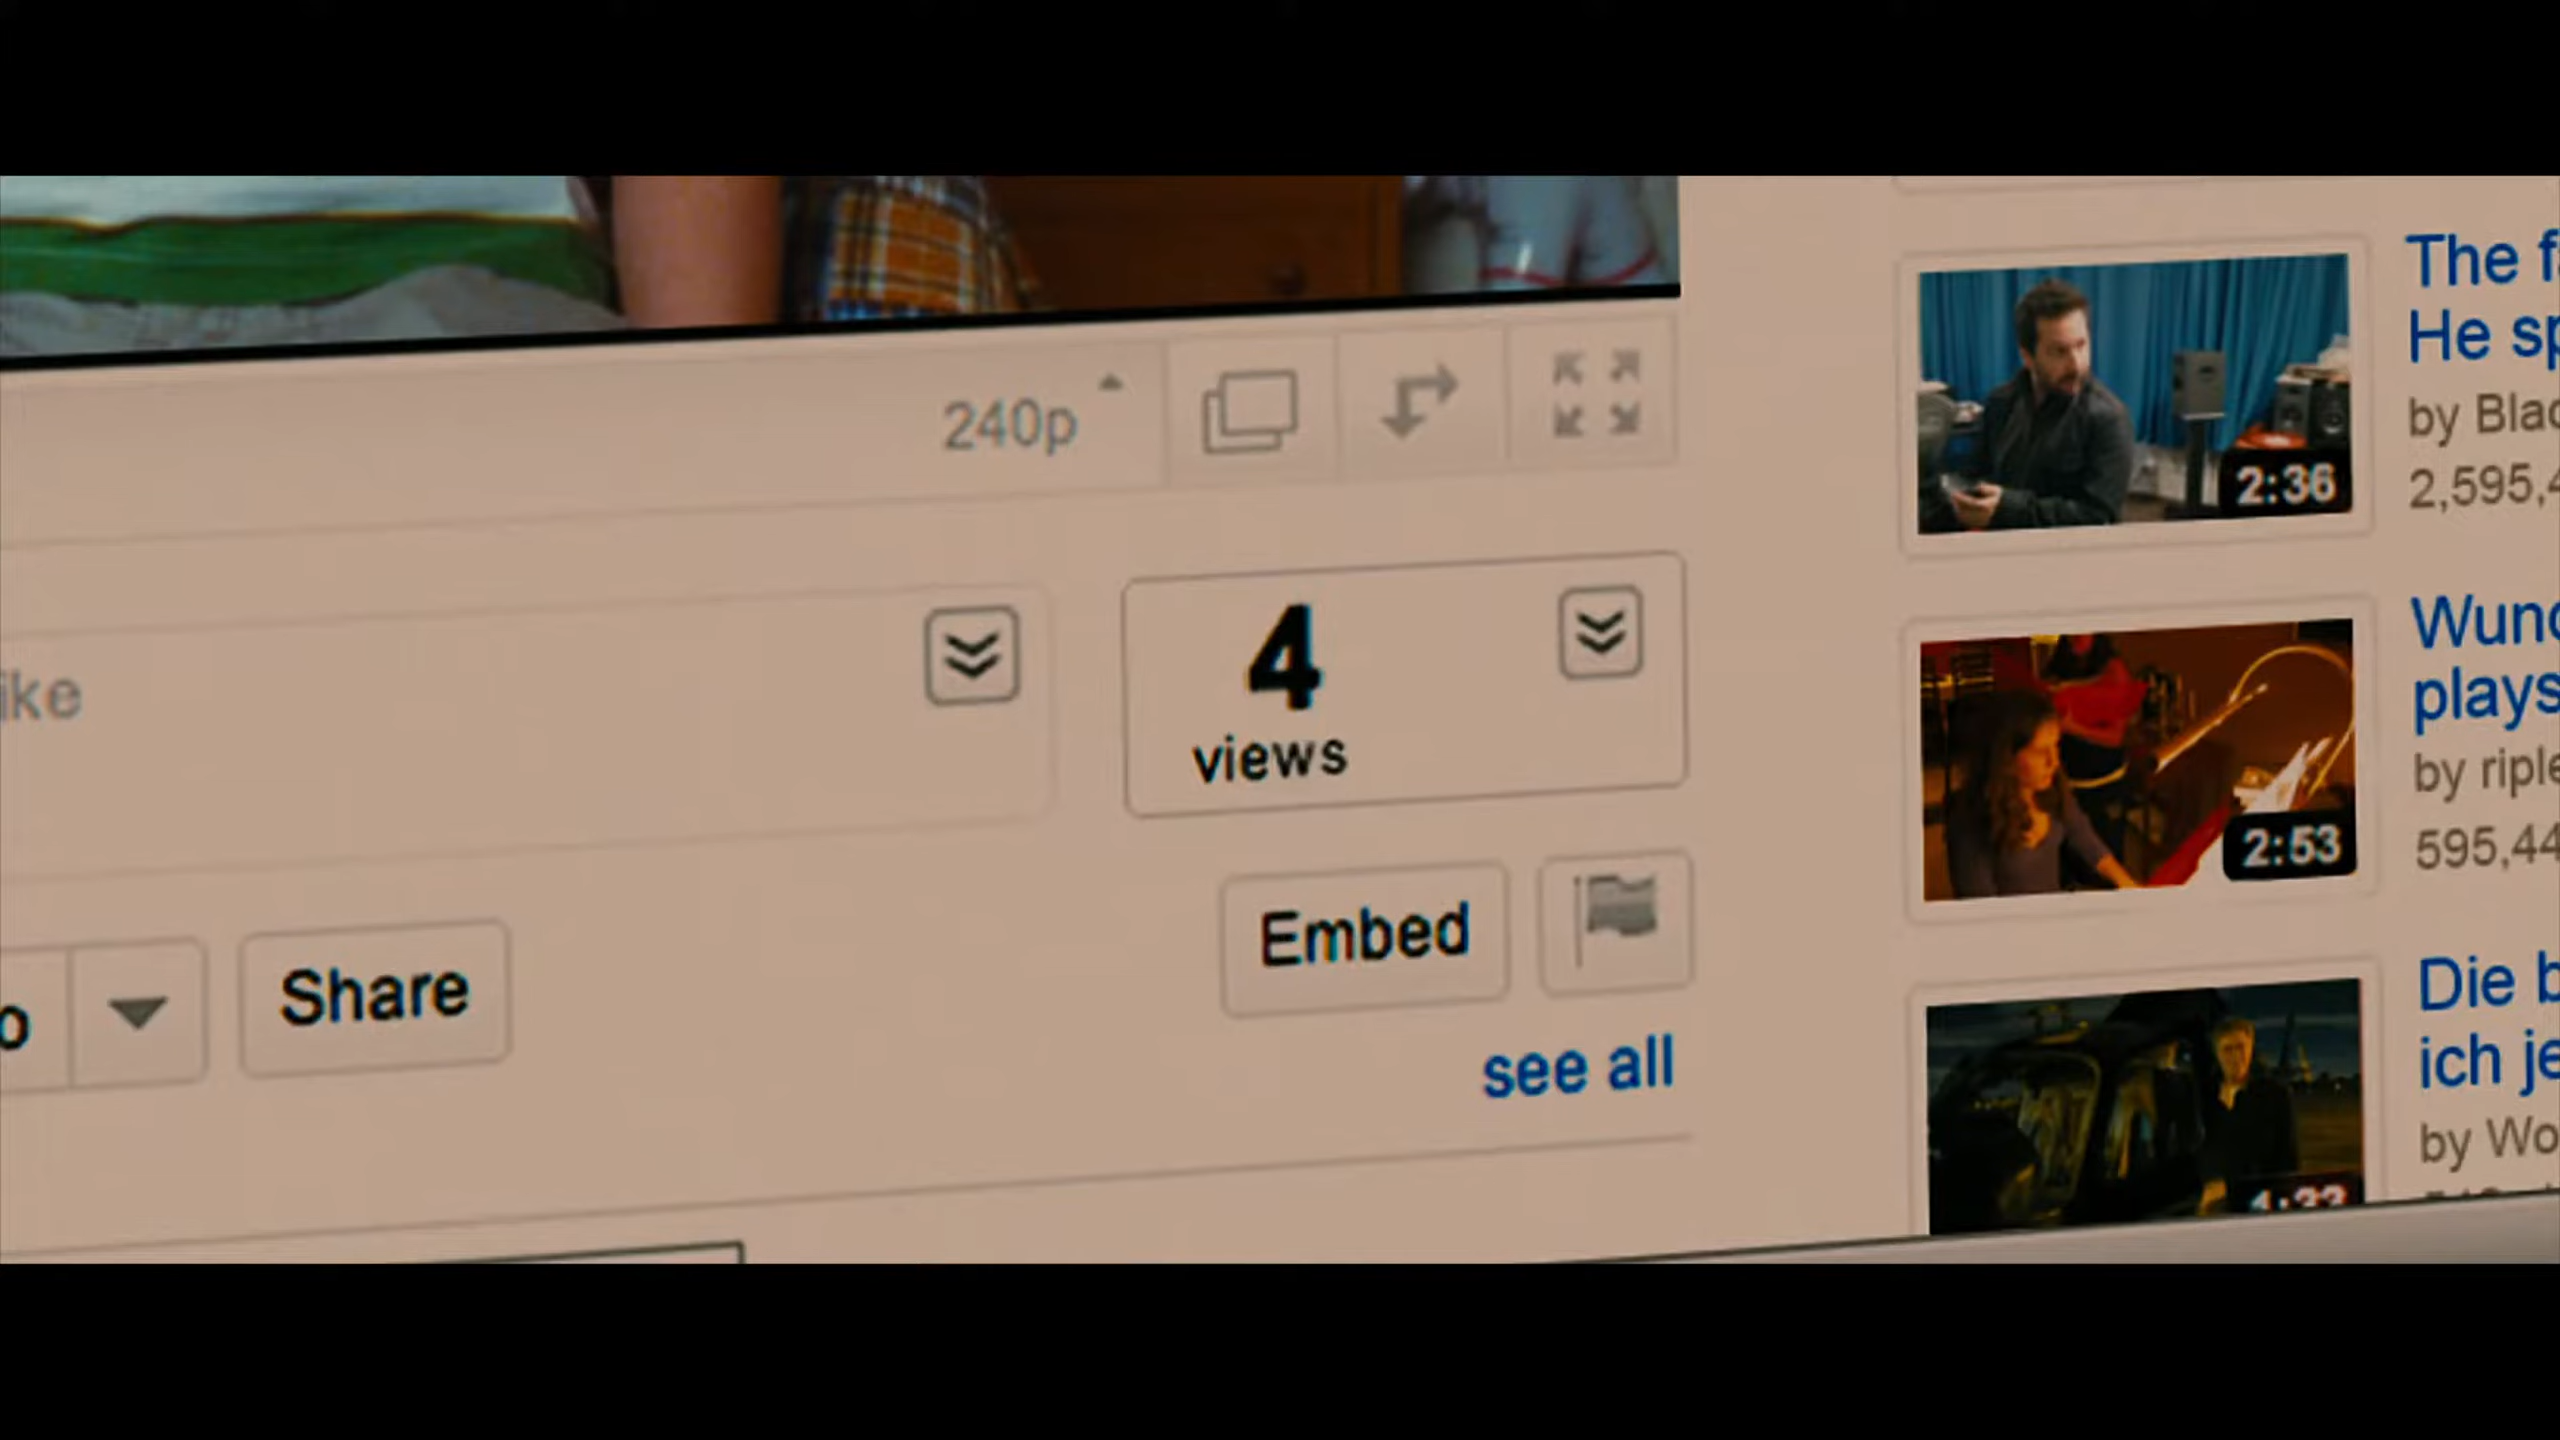 240p
ike
4
views
Embed
o
Share
see all
The f
He sp
by Blac
2,595,4
2:36
Wund
plays
by riple
595,44
2:53
Die b
ich je
by Wo